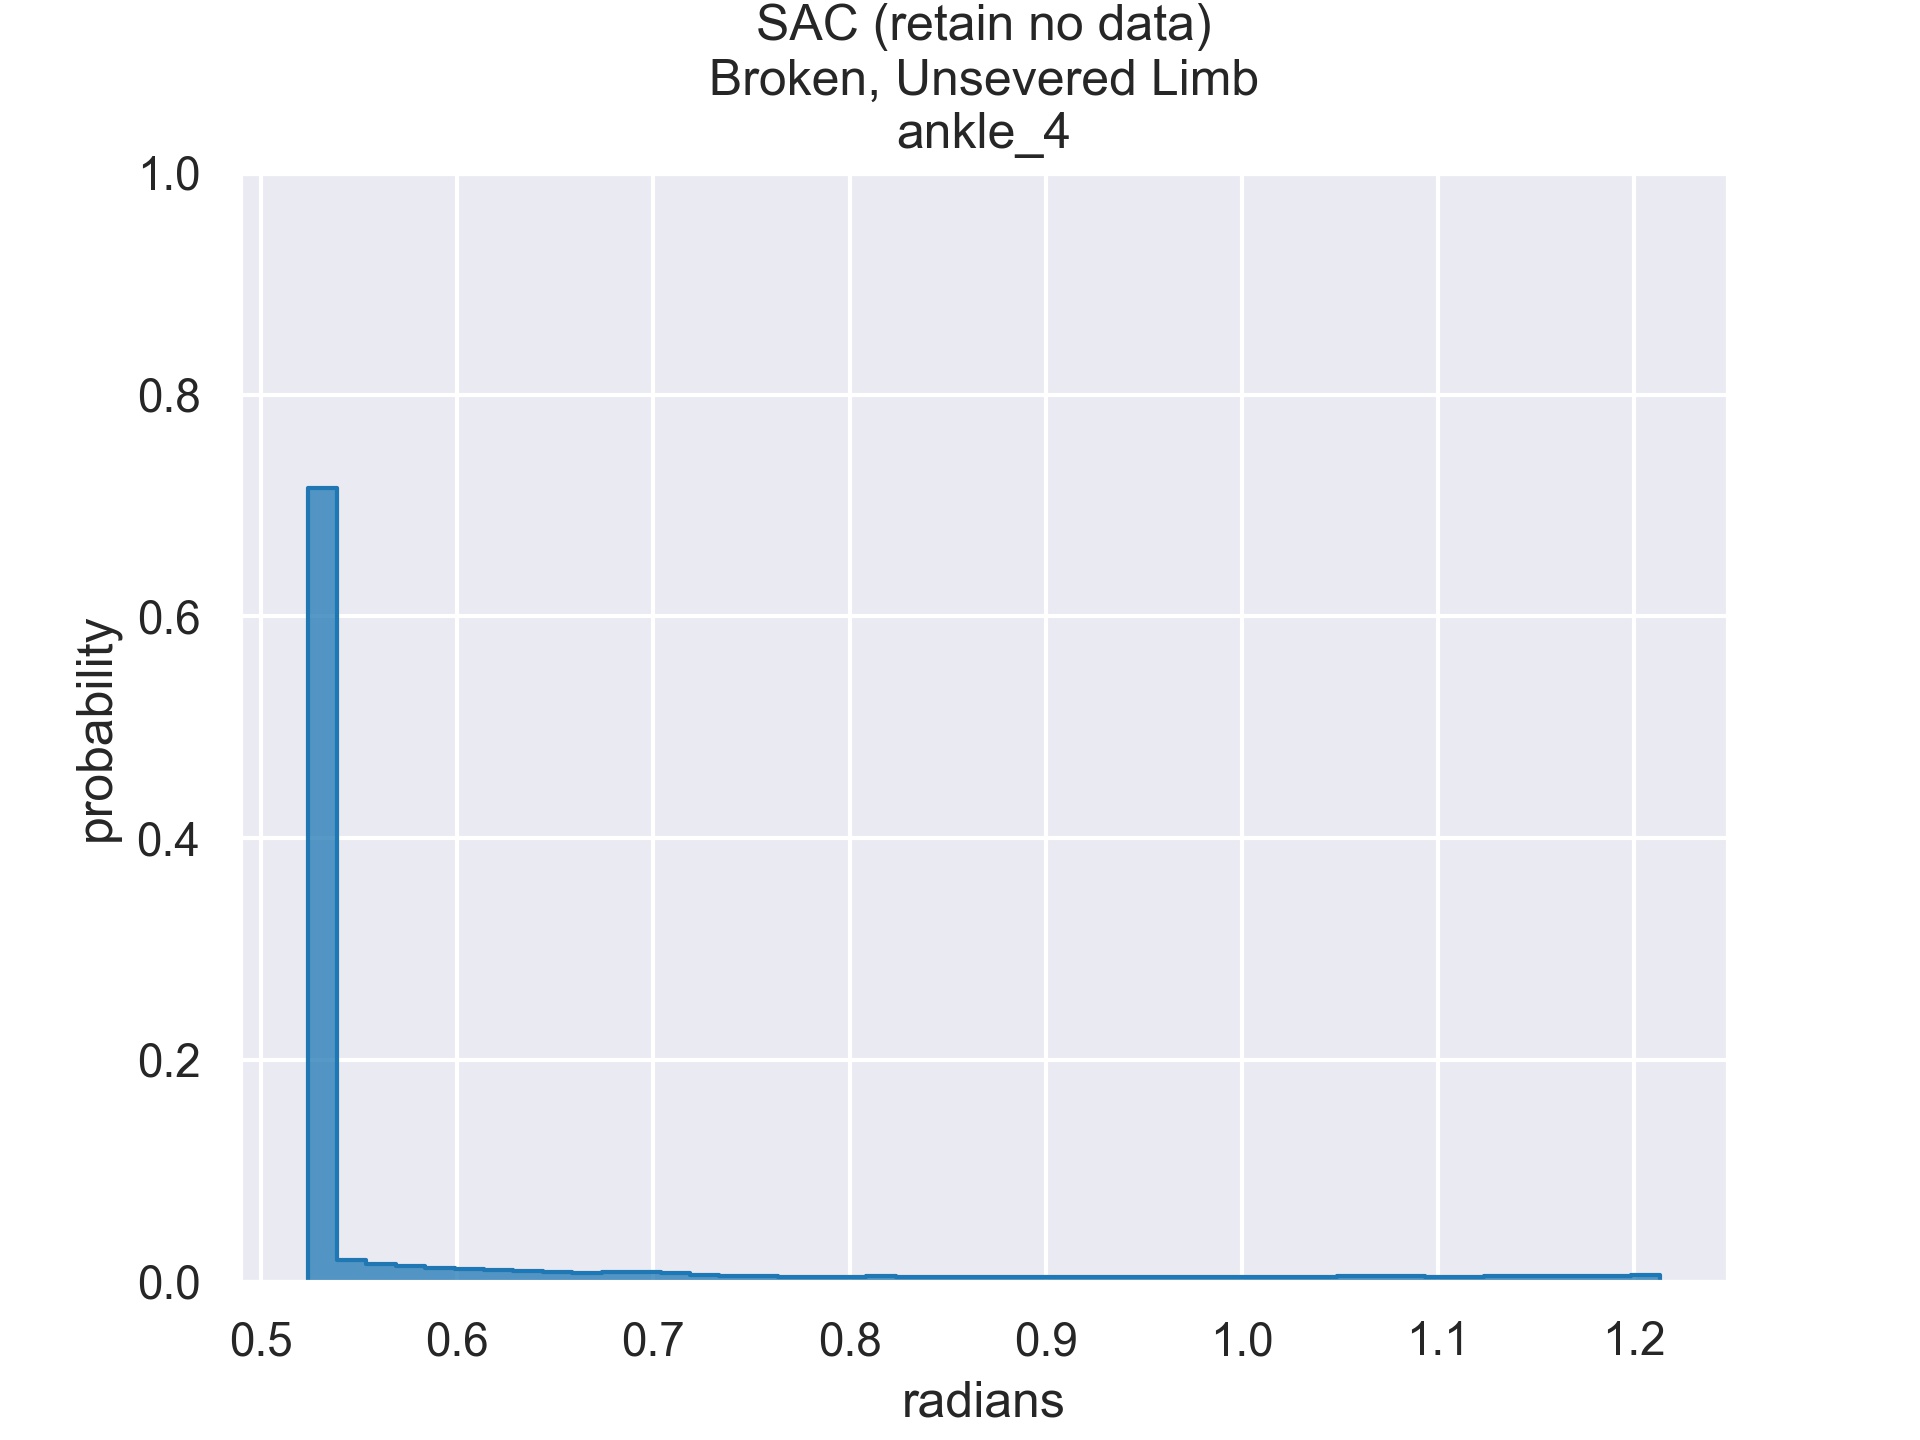 SAC (retain no data)
Broken, Unsevered Limb
ankle_4
1.0
0.8
0.6
0.4
0.2
0.0
probability
0.5 0.6 0.7 0.8 0.9 1.0 1.1 1.2
radians